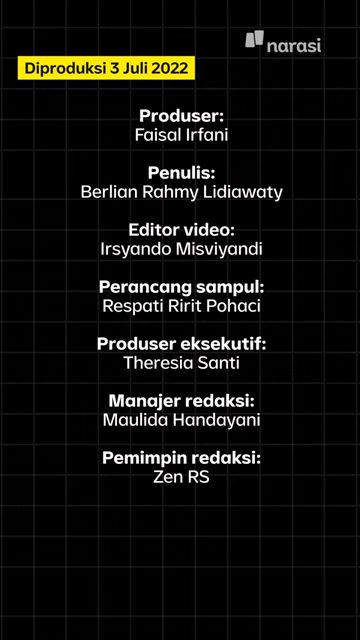 narasi
Diproduksi 3 Juli 2022
Produser:
Faisal Irfani
Penulis:
Berlian Rahmy Lidiawaty
Editor video:
Irsyando Misviyandi
Perancang sampul:
Respati Ririt Pohaci
Produser eksekutif:
Theresia Santi
Manajer redaksi:
Maulida Handayani
Pemimpin redaksi:
Zen RS